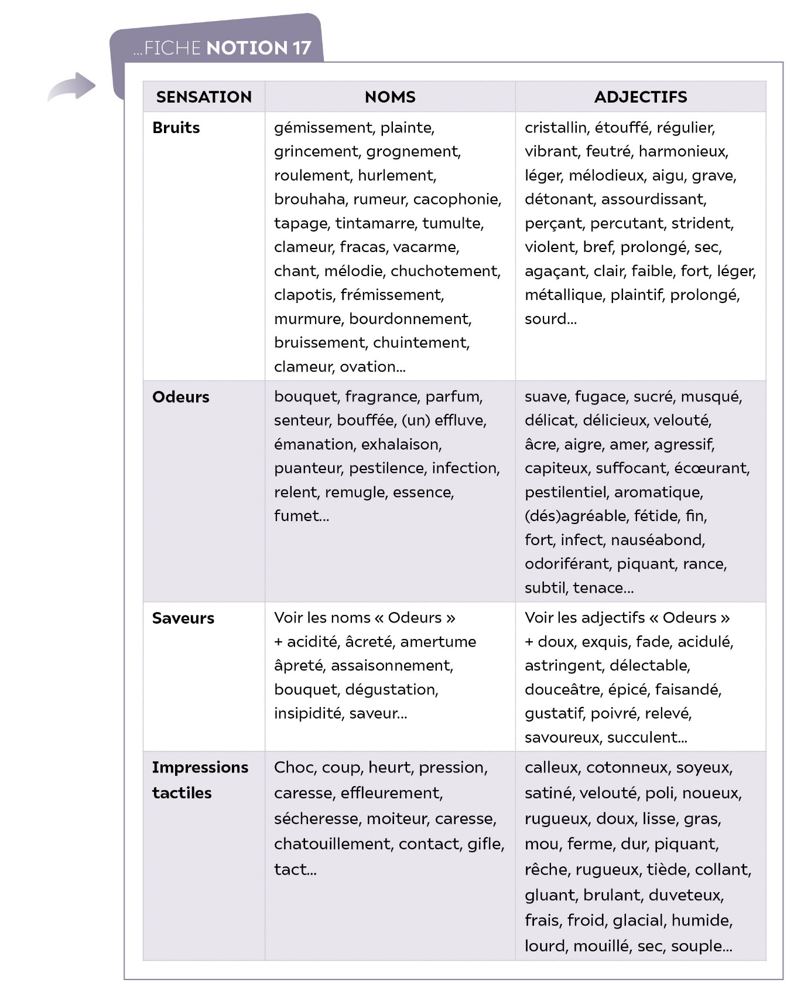 ...FICHE NOTION 17
SENSATION
NOMS
ADJECTIFS
Bruits
gémissement, plainte,
grincement, grognement,
roulement, hurlement,
brouhaha, rumeur, cacophonie,
tapage, tintamarre, tumulte,
clameur, fracas, vacarme,
chant, mélodie, chuchotement,
clapotis, frémissement,
murmure, bourdonnement,
bruissement, chuintement,
clameur, ovation...
cristallin, étouffé, régulier,
vibrant, feutré, harmonieux,
léger, mélodieux, aigu, grave,
détonant, assourdissant,
perçant, percutant, strident,
violent, bref, prolongé, sec,
agaçant, clair, faible, fort, léger,
métallique, plaintif, prolongé,
sourd...
Odeurs
bouquet, fragrance, parfum,
senteur, bouffée, (un) effluve,
émanation, exhalaison,
puanteur, pestilence, infection,
relent, remugle, essence,
fumet...
suave, fugace, sucré, musqué,
délicat, délicieux, velouté,
âcre, aigre, amer, agressif,
capiteux, suffocant, écœurant,
pestilentiel, aromatique,
(dés)agréable, fétide, fin,
fort, infect, nauséabond,
odoriférant, piquant, rance,
subtil, tenace...
Saveurs
Voir les noms « Odeurs »
+ acidité, âcreté, amertume
âpreté, assaisonnement,
bouquet, dégustation,
insipidité, saveur...
Voir les adjectifs « Odeurs »
+ doux, exquis, fade, acidulé,
astringent, délectable,
douceâtre, épicé, faisandé,
gustatif, poivré, relevé,
savoureux, succulent...
Impressions
tactiles
Choc, coup, heurt, pression,
caresse, effleurement,
sécheresse, moiteur, caresse,
chatouillement, contact, gifle,
tact...
calleux, cotonneux, soyeux,
satiné, velouté, poli, noueux,
rugueux, doux, lisse, gras,
mou, ferme, dur, piquant,
rêche, rugueux, tiède, collant,
gluant, brulant, duveteux,
frais, froid, glacial, humide,
lourd, mouillé, sec, souple...